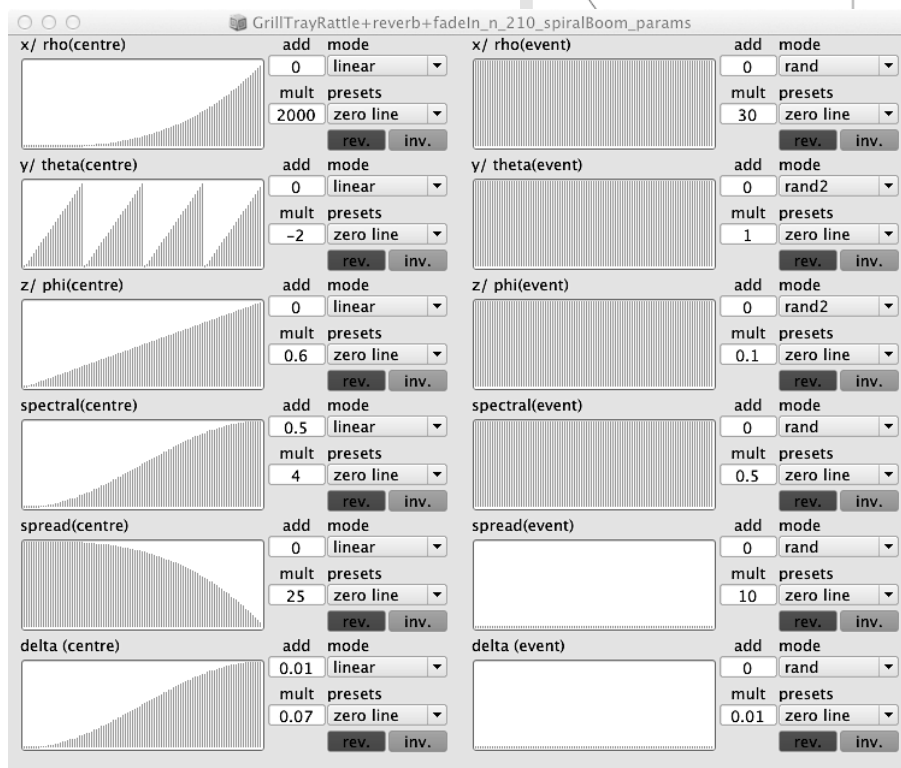 GrillTrayRattle+reverb+fadeIn_n_210_spiralBoom_params
x/ rho(centre) add mode
0 linear
mult presets
2000 zero line
rev. inv.
x/ rho(event) add mode
0 rand
mult presets
30 zero line
rev. inv.
y/ theta(centre) add mode
0 linear
mult presets
-2 zero line
rev. inv.
y/ theta(event) add mode
0 rand2
mult presets
1 zero line
rev. inv.
z/ phi(centre) add mode
0 linear
mult presets
0.6 zero line
rev. inv.
z/ phi(event) add mode
0 rand2
mult presets
0.1 zero line
rev. inv.
spectral(centre) add mode
0.5 linear
mult presets
4 zero line
rev. inv.
spectral(event) add mode
0 rand
mult presets
0.5 zero line
rev. inv.
spread(centre) add mode
0 linear
mult presets
25 zero line
rev. inv.
spread(event) add mode
0 rand
mult presets
10 zero line
rev. inv.
delta (centre) add mode
0.01 linear
mult presets
0.07 zero line
rev. inv.
delta (event) add mode
0 rand
mult presets
0.01 zero line
rev. inv.